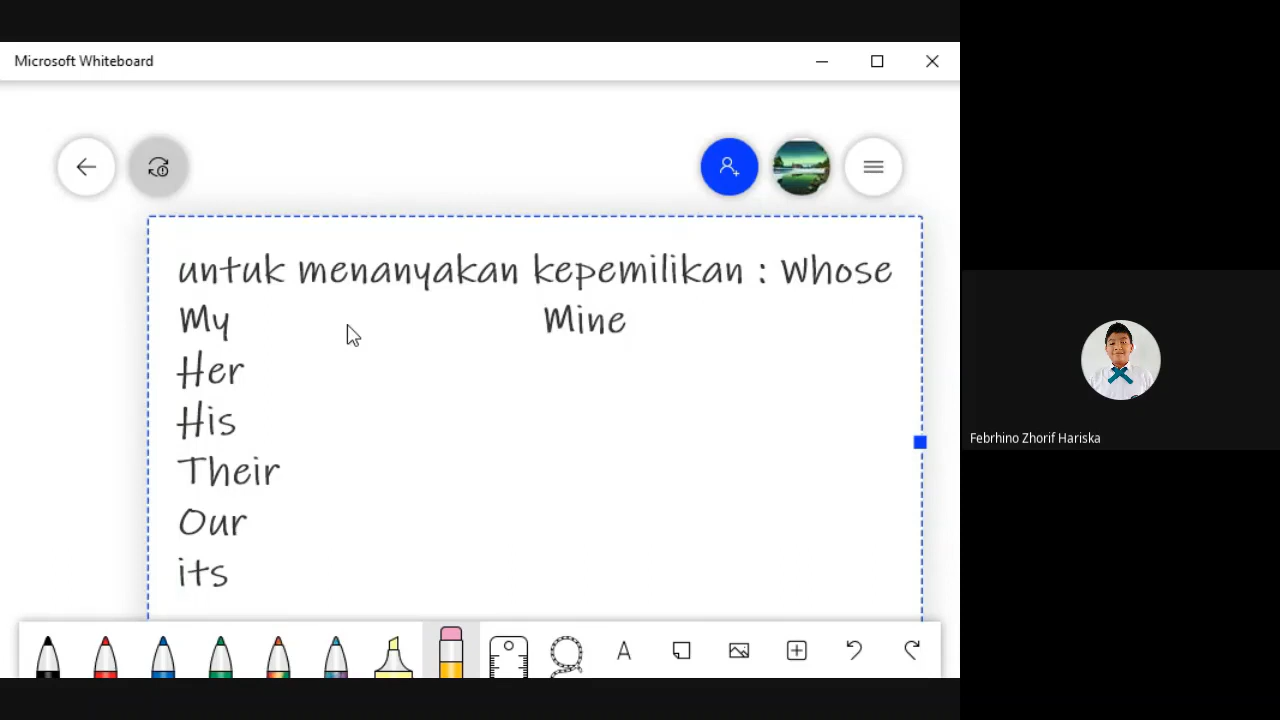 Microsoft Whiteboard
untuk menanyakan kepemilikan : Whose
My Mine
Her
His
Their
Our
its
Febrhino Zhorif Hariska